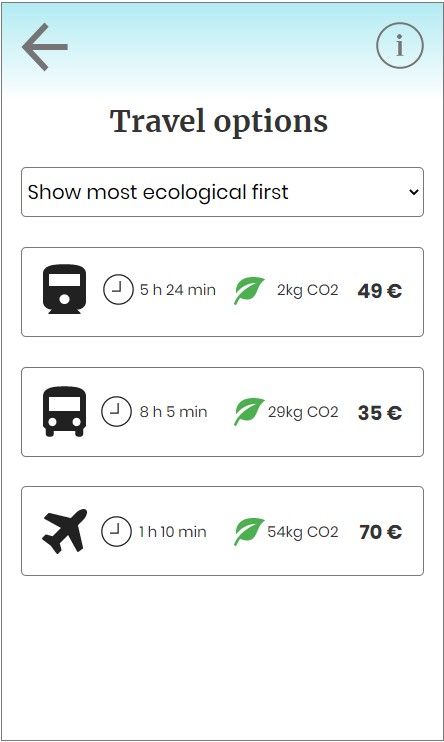 i
Travel options
Show most ecological first
5 h 24 min 2kg CO2 49 €
8 h 5 min 29kg CO2 35 €
1 h 10 min 54kg CO2 70 €